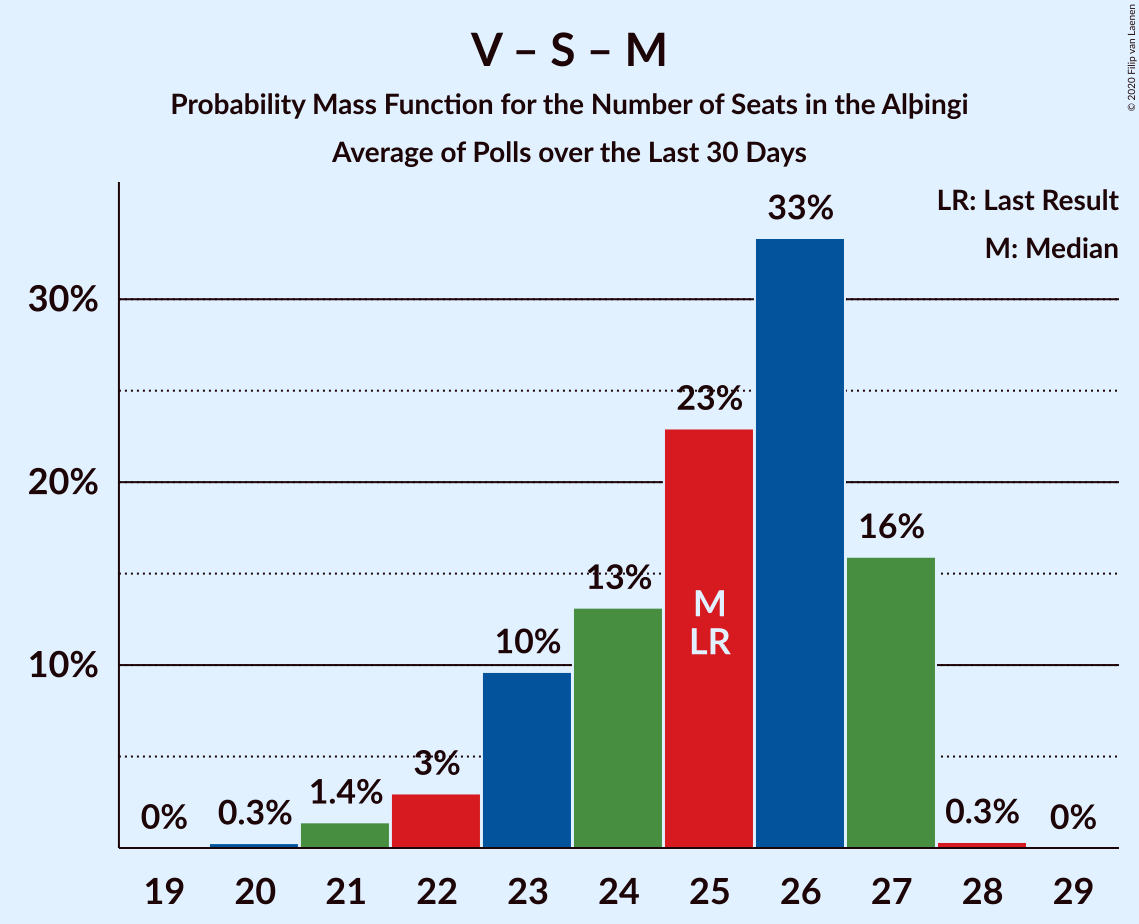 V – S – M
Probability Mass Function for the Number of Seats in the Alþingi
Average of Polls over the Last 30 Days
© 2020 Filip van Laenen
LR: Last Result
M: Median
30%
20%
10%
0%
0.3%
1.4%
3%
10%
13%
23%
33%
16%
0.3%
0%
M
LR
19 20 21 22 23 24 25 26 27 28 29